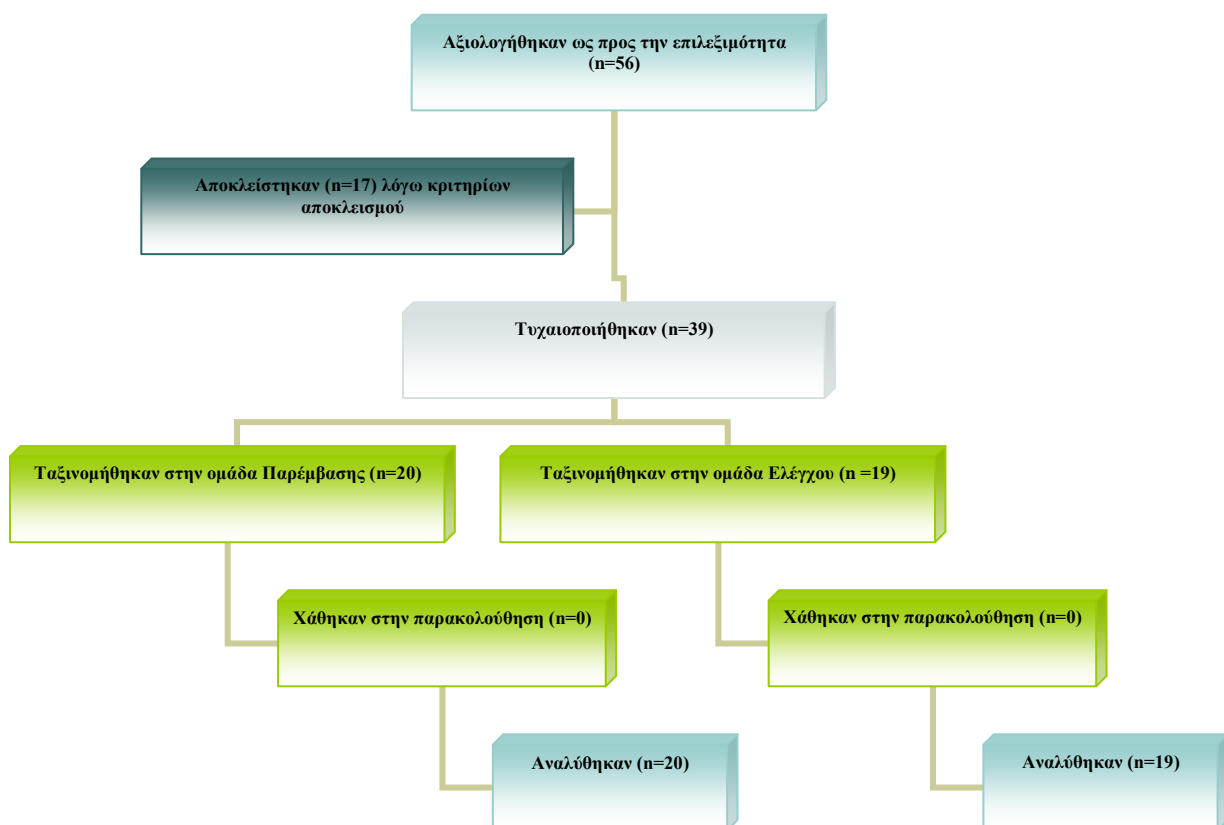 Αξιολογήθηκαν ως προς την επιλεξιμότητα
(n=56)
Αποκλείστηκαν (n=17) λόγω κριτηρίων
αποκλεισμού
Τυχαιοποιήθηκαν (n=39)
Ταξινομήθηκαν στην ομάδα Παρέμβασης (n=20)
Ταξινομήθηκαν στην ομάδα Ελέγχου (n =19)
Χάθηκαν στην παρακολούθηση (n=0)
Χάθηκαν στην παρακολούθηση (n=0)
Αναλύθηκαν (n=20)
Αναλύθηκαν (n=19)